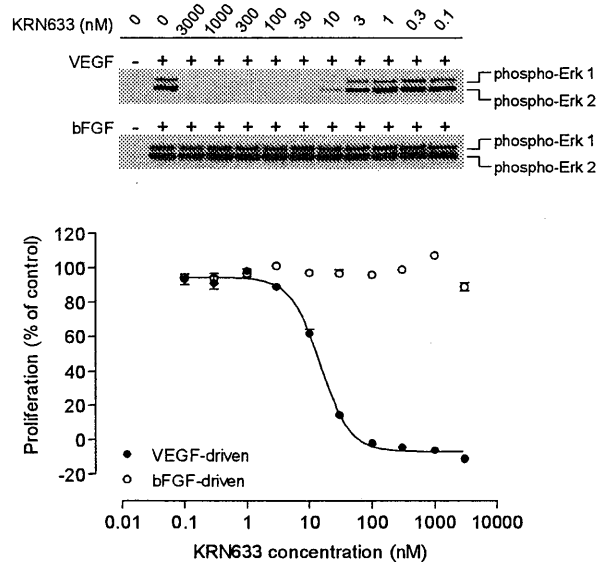 KRN633 (nM) 0 0 3000 1000 300 100 30 10 3 1 0.3 0.1
VEGF - + + + + + + + + + + +
phospho-Erk 1
phospho-Erk 2
bFGF - + + + + + + + + + + +
phospho-Erk 1
phospho-Erk 2
120
100
80
60
40
20
0
-20
Proliferation (% of control)
VEGF-driven
bFGF-driven
0.01 0.1 1 10 100 1000 10000
KRN633 concentration (nM)